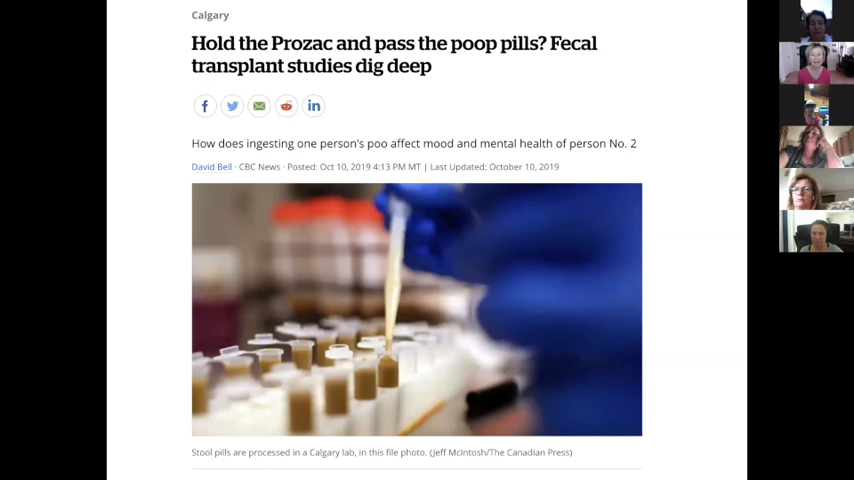 Calgary
Hold the Prozac and pass the poop pills? Fecal
transplant studies dig deep
How does ingesting one person's poo affect mood and mental health of person No. 2
David Bell · CBC News · Posted: Oct 10, 2019 4:13 PM MT | Last Updated: October 10, 2019
Stool pills are processed in a Calgary lab, in this file photo. (Jeff McIntosh/The Canadian Press)